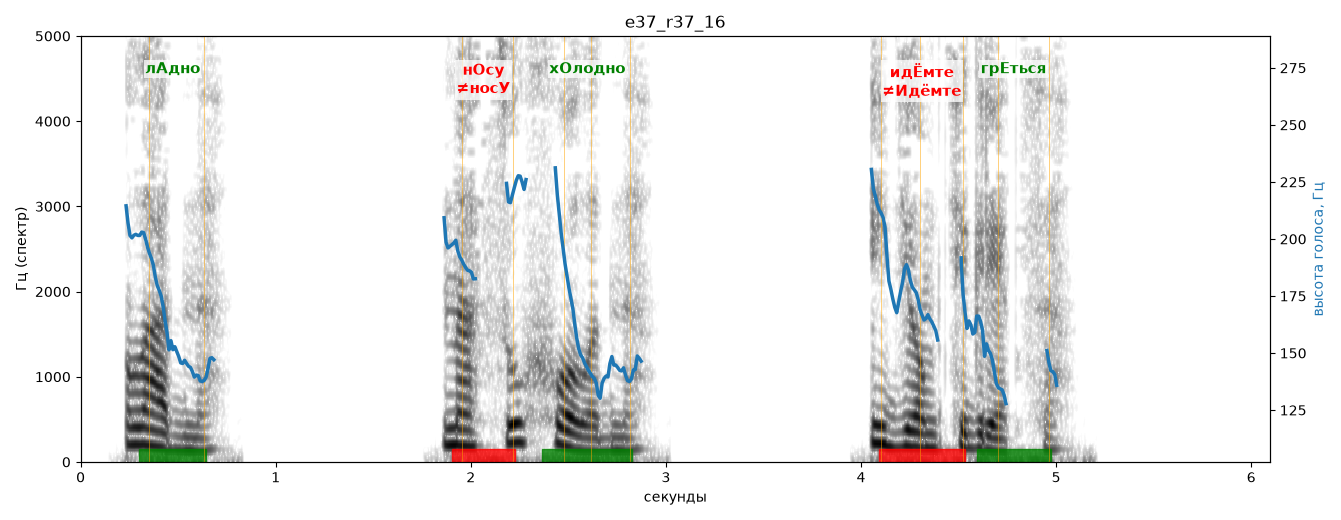 e37_r37_16
лАдно
нОсу
≠носУ
хОлодно
идЁмте
≠Идёмте
грЕться
Гц (спектр)
5000
4000
3000
2000
1000
0
высота голоса, Гц
275
250
225
200
175
150
125
0 1 2 3 4 5 6
секунды